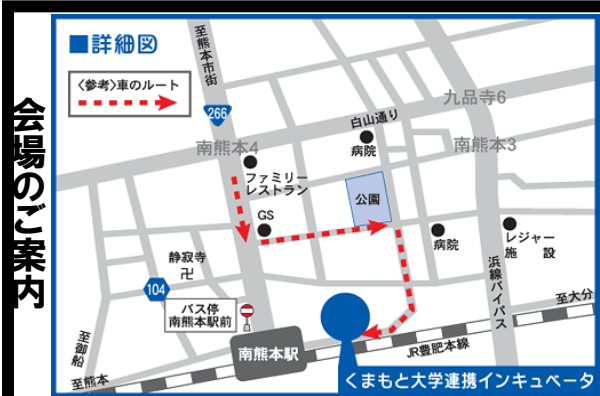 会場のご案内
■詳細図
〈参考〉車のルート
至熊本市街
266
九品寺6
白山通り
南熊本4
病院
南熊本3
ファミリー
レストラン
公園
GS
病院
レジャー
施設
静寂寺
卍
104
浜線バイパス
バス停
南熊本駅前
至大分
至御船
南熊本駅
JR豊肥本線
至熊本
くまもと大学連携インキュベータ